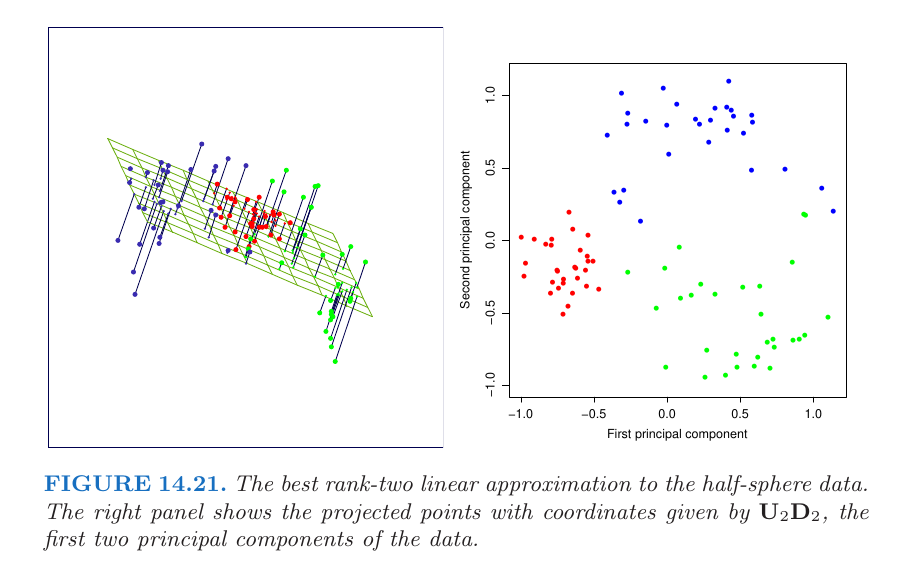 1.0
0.5
0.0
−0.5
−1.0
Second principal component
−1.0 −0.5 0.0 0.5 1.0
First principal component
FIGURE 14.21. The best rank-two linear approximation to the half-sphere data.
The right panel shows the projected points with coordinates given by U₂D₂, the
first two principal components of the data.